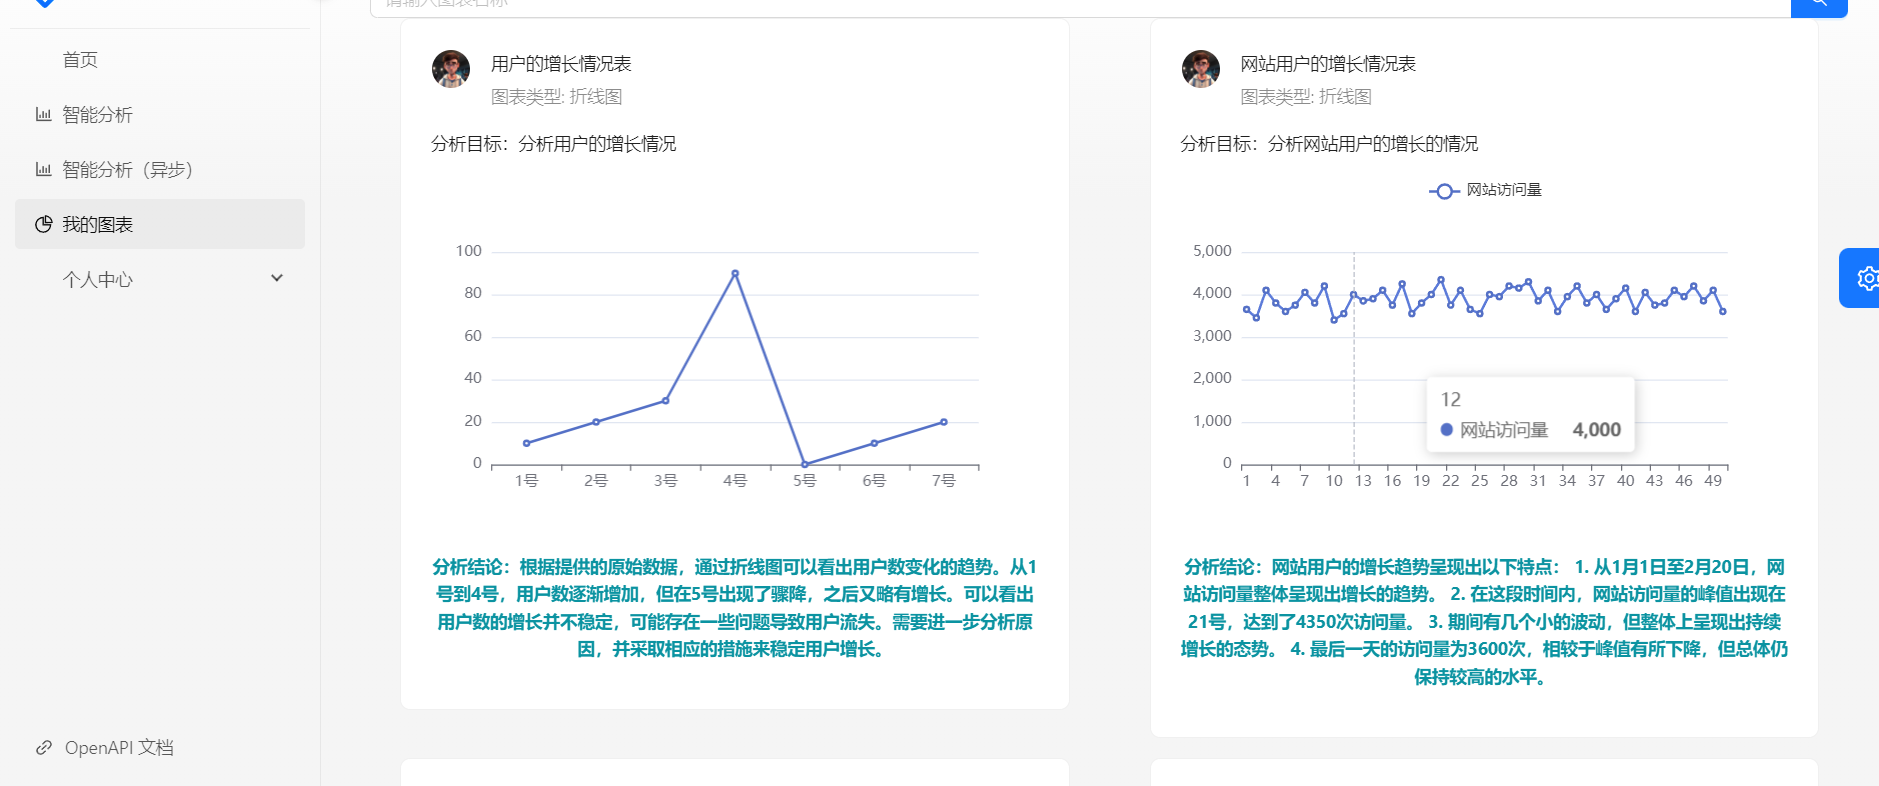 请输入图表名称
首页
智能分析
智能分析（异步）
我的图表
个人中心
OpenAPI 文档
用户的增长情况表
图表类型: 折线图
分析目标：分析用户的增长情况
100
80
60
40
20
0
1号 2号 3号 4号 5号 6号 7号
分析结论：根据提供的原始数据，通过折线图可以看出用户数变化的趋势。从1
号到4号，用户数逐渐增加，但在5号出现了骤降，之后又略有增长。可以看出
用户数的增长并不稳定，可能存在一些问题导致用户流失。需要进一步分析原
因，并采取相应的措施来稳定用户增长。
网站用户的增长情况表
图表类型: 折线图
分析目标：分析网站用户的增长的情况
网站访问量
5,000
4,000
3,000
2,000
1,000
0
12
网站访问量 4,000
1 4 7 10 13 16 19 22 25 28 31 34 37 40 43 46 49
分析结论：网站用户的增长趋势呈现出以下特点： 1. 从1月1日至2月20日，网
站访问量整体呈现出增长的趋势。 2. 在这段时间内，网站访问量的峰值出现在
21号，达到了4350次访问量。 3. 期间有几个小的波动，但整体上呈现出持续
增长的态势。 4. 最后一天的访问量为3600次，相较于峰值有所下降，但总体仍
保持较高的水平。